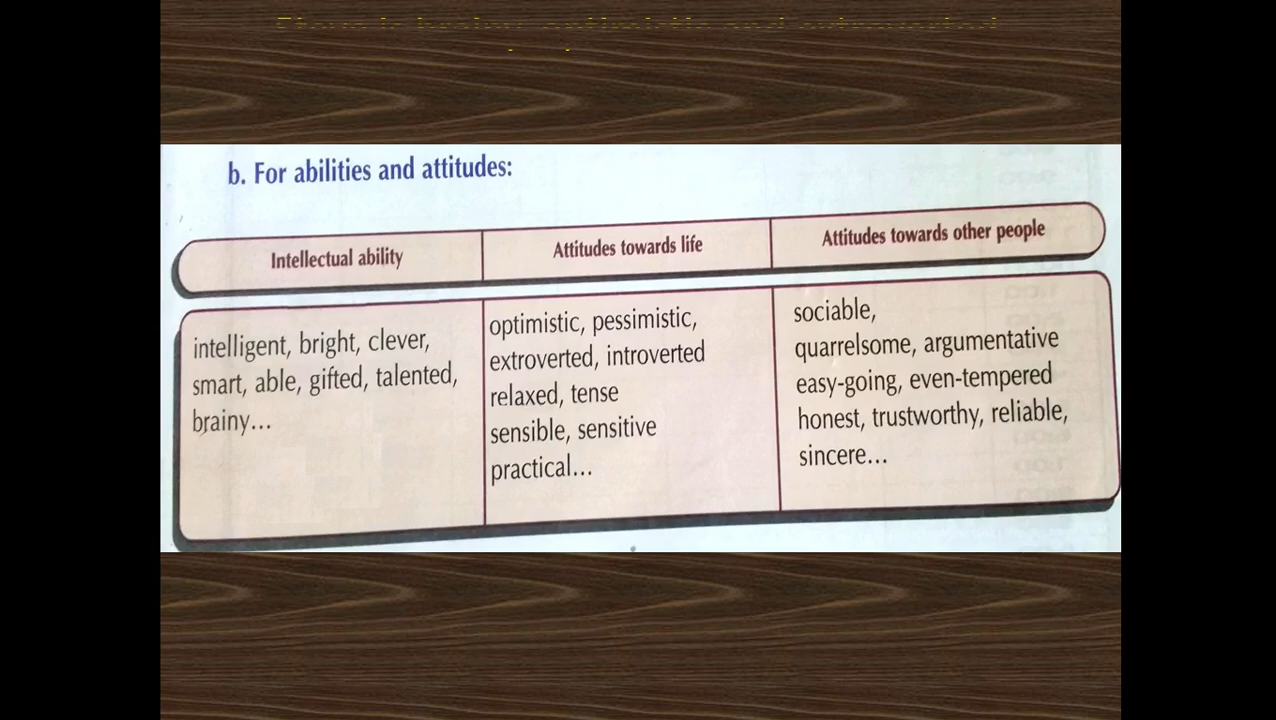 b. For abilities and attitudes:
Intellectual ability
Attitudes towards life
Attitudes towards other people
intelligent, bright, clever,
smart, able, gifted, talented,
brainy...
optimistic, pessimistic,
extroverted, introverted
relaxed, tense
sensible, sensitive
practical...
sociable,
quarrelsome, argumentative
easy-going, even-tempered
honest, trustworthy, reliable,
sincere...